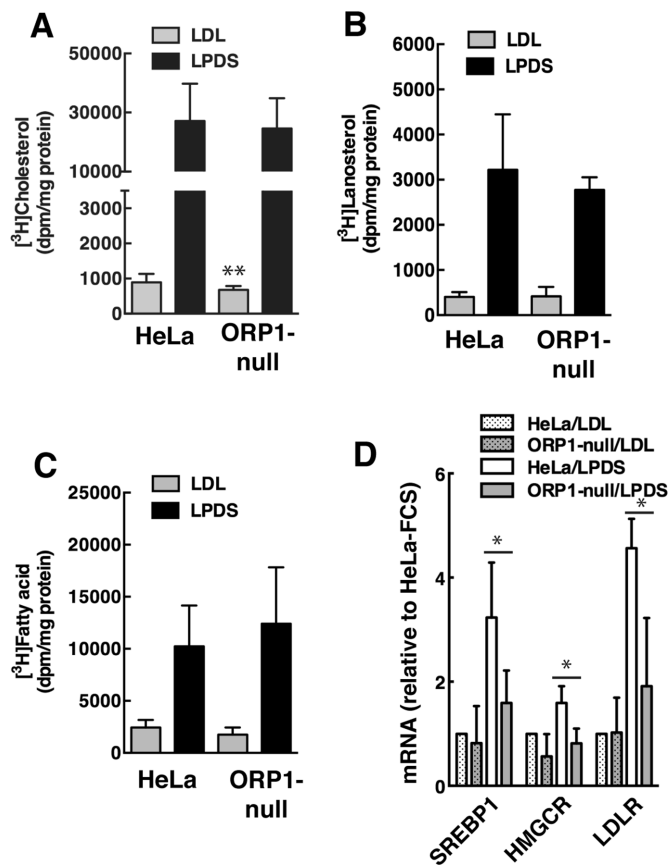 A
LDL
LPDS
50000
30000
10000
3000
2000
1000
0
[³H]Cholesterol
(dpm/mg protein)
**
HeLa
ORP1-
null
B
LDL
LPDS
6000
5000
4000
3000
2000
1000
0
[³H]Lanosterol
(dpm/mg protein)
HeLa
ORP1-
null
C
LDL
LPDS
25000
20000
15000
10000
5000
0
[³H]Fatty acid
(dpm/mg protein)
HeLa
ORP1-
null
D
HeLa/LDL
ORP1-null/LDL
HeLa/LPDS
ORP1-null/LPDS
6
4
2
0
mRNA (relative to HeLa-FCS)
*
*
*
SREBP1
HMGCR
LDLR